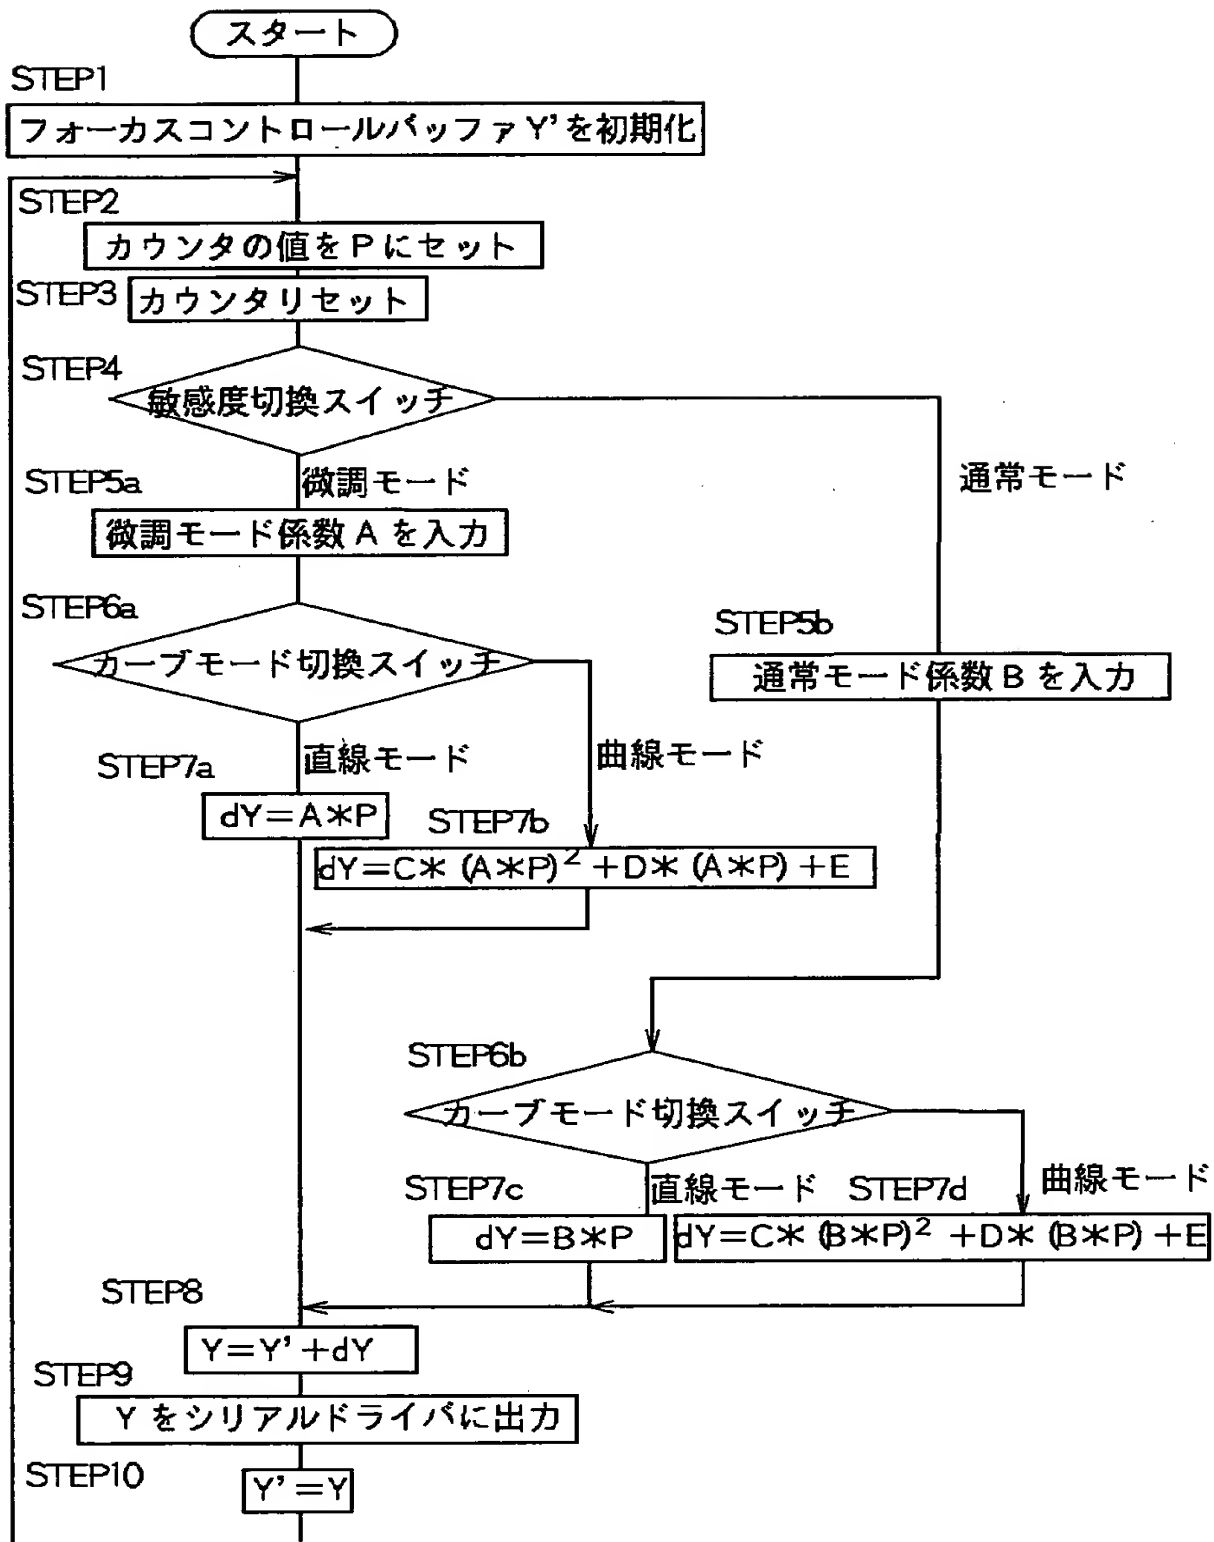 スタート
STEP1
フォーカスコントロールバッファY'を初期化
STEP2
カウンタの値をPにセット
STEP3
カウンタリセット
STEP4
敏感度切換スイッチ
STEP5a
微調モード
通常モード
微調モード係数Aを入力
STEP6a
カーブモード切換スイッチ
STEP5b
通常モード係数Bを入力
STEP7a
直線モード
曲線モード
dY=A*P
STEP7b
dY=C*(A*P)²+D*(A*P)+E
STEP6b
カーブモード切換スイッチ
STEP7c
直線モード
STEP7d
曲線モード
dY=B*P
dY=C*(B*P)²+D*(B*P)+E
STEP8
Y=Y'+dY
STEP9
Yをシリアルドライバに出力
STEP10
Y'=Y